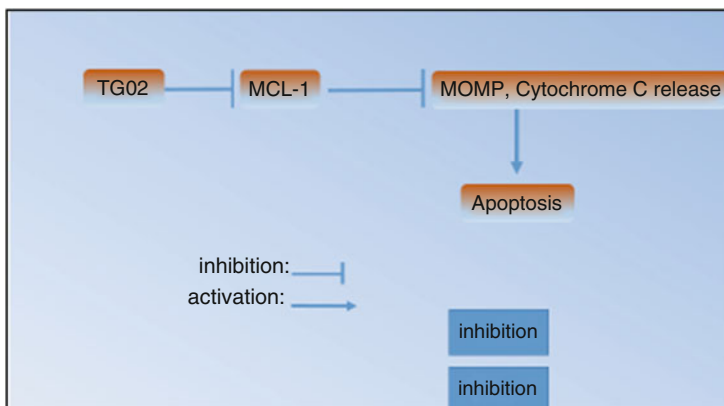 TG02 MCL-1 MOMP, Cytochrome C release
Apoptosis
inhibition:
activation:
inhibition
inhibition